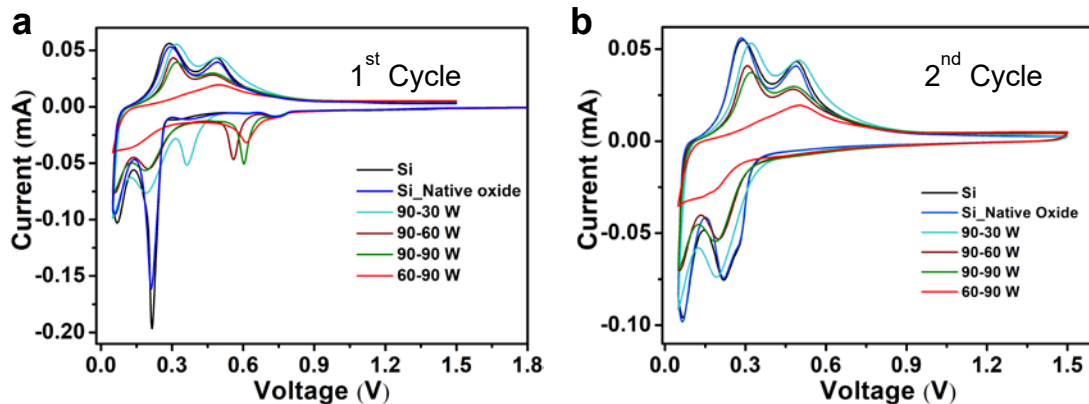 a
1st Cycle
Current (mA)
0.05
0.00
-0.05
-0.10
-0.15
-0.20
Si
Si_Native oxide
90-30 W
90-60 W
90-90 W
60-90 W
0.0 0.3 0.6 0.9 1.2 1.5 1.8
Voltage (V)
b
2nd Cycle
Current (mA)
0.05
0.00
-0.05
-0.10
Si
Si_Native Oxide
90-30 W
90-60 W
90-90 W
60-90 W
0.0 0.3 0.6 0.9 1.2 1.5
Voltage (V)